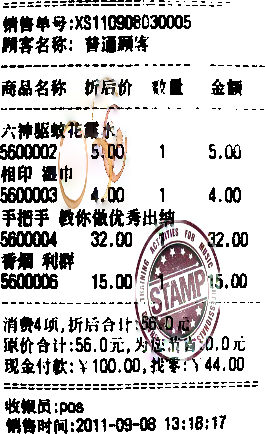 销售单号:XS110908030005
顾客名称: 普通顾客
商品名称 折后价 数量 金额
六神驱蚊花露水
5600002 5.00 1 5.00
相印 湿巾
5600003 4.00 1 4.00
手把手 教你做优秀出纳
5600004 32.00 32.00
香烟 利群
5600006 15.00 1 15.00
消费4项,折后合计:56.0元
原价合计:56.0元,为您节省:0.0元
现金付款:¥100.00,找零:¥44.00
收银员:pos
销售时间:2011-09-08 13:18:17
STAMP